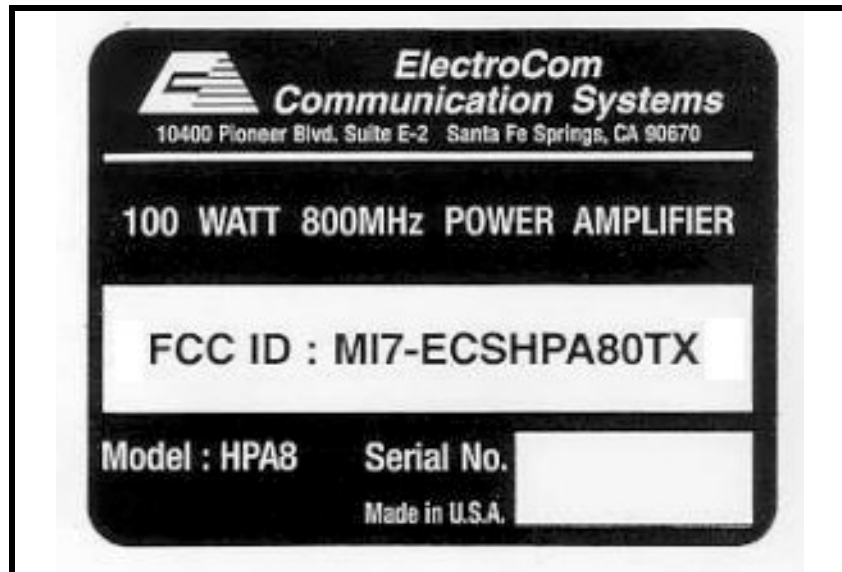 ElectroCom
Communication Systems
10400 Pioneer Blvd. Suite E-2 Santa Fe Springs, CA 90670
100 WATT 800MHz POWER AMPLIFIER
FCC ID : MI7-ECSHPA80TX
Model : HPA8 Serial No.
Made in U.S.A.